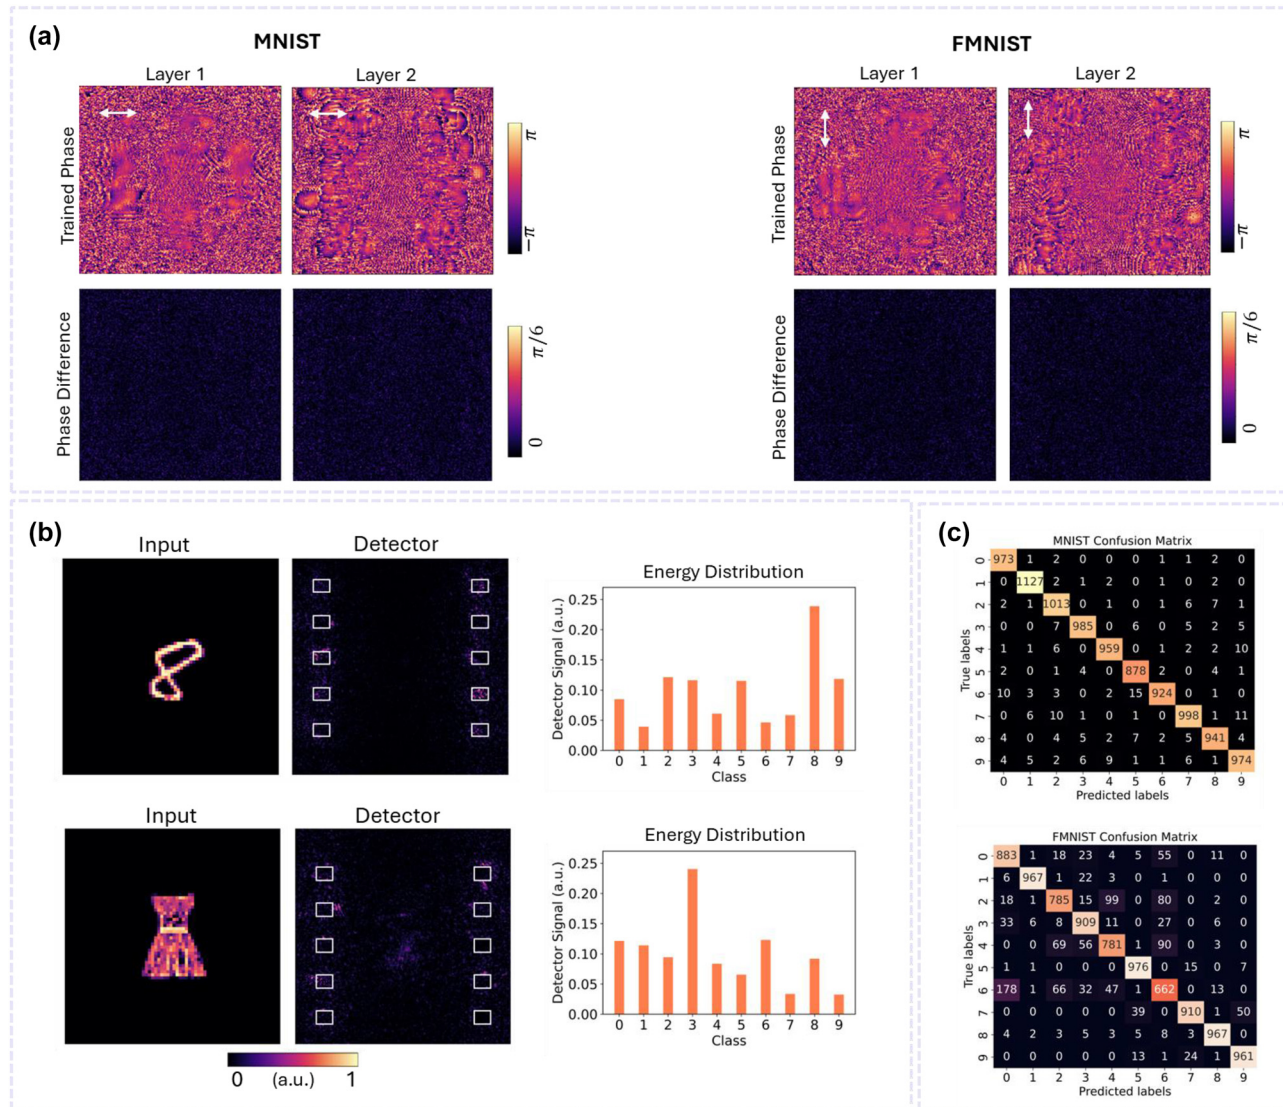 (a)
MNIST
FMNIST
Layer 1
Layer 2
Layer 1
Layer 2
Trained Phase
π
−π
Trained Phase
π
−π
Phase Difference
π/6
0
Phase Difference
π/6
0
(b)
Input
Detector
Energy Distribution
Detector Signal (a.u.)
0.25
0.20
0.15
0.10
0.05
0.00
0 1 2 3 4 5 6 7 8 9
Class
Input
Detector
Energy Distribution
Detector Signal (a.u.)
0.25
0.20
0.15
0.10
0.05
0.00
0 1 2 3 4 5 6 7 8 9
Class
0 (a.u.) 1
(c)
MNIST Confusion Matrix
True labels
0 973 1 2 0 0 0 1 1 2 0
1 0 1127 2 1 2 0 1 0 2 0
2 2 1 1013 0 1 0 1 6 7 1
3 0 0 7 985 0 6 0 5 2 5
4 1 1 6 0 959 0 1 2 2 10
5 2 0 1 4 0 878 2 0 4 1
6 10 3 3 0 2 15 924 0 1 0
7 0 6 10 1 0 1 0 998 1 11
8 4 0 4 5 2 7 2 5 941 4
9 4 5 2 6 9 1 1 6 1 974
0 1 2 3 4 5 6 7 8 9
Predicted labels
FMNIST Confusion Matrix
True labels
0 883 1 18 23 4 5 55 0 11 0
1 6 967 1 22 3 0 1 0 0 0
2 18 1 785 15 99 0 80 0 2 0
3 33 6 8 909 11 0 27 0 6 0
4 0 0 69 56 781 1 90 0 3 0
5 1 1 0 0 0 976 0 15 0 7
6 178 1 66 32 47 1 662 0 13 0
7 0 0 0 0 0 39 0 910 1 50
8 4 2 3 5 3 5 8 3 967 0
9 0 0 0 0 0 13 1 24 1 961
0 1 2 3 4 5 6 7 8 9
Predicted labels